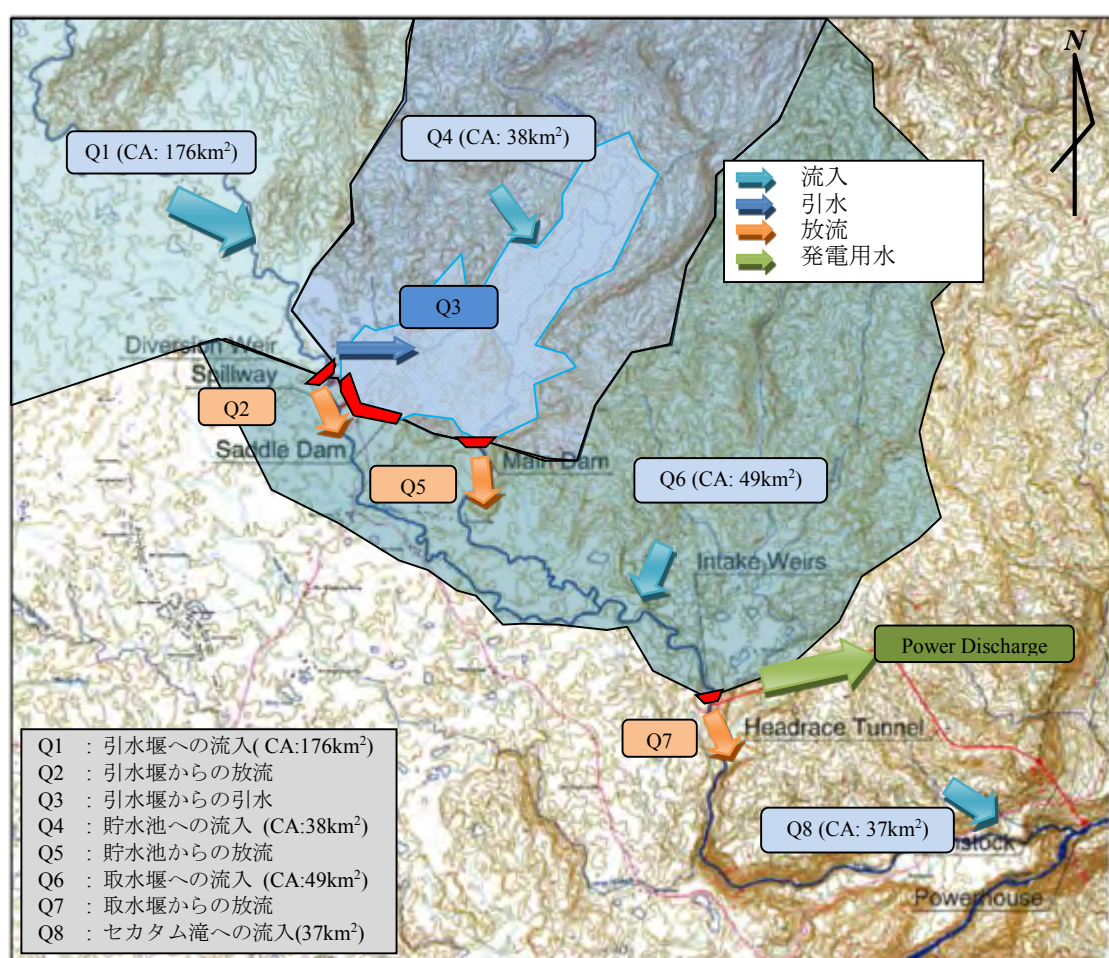 N
Q1 (CA: 176km²)
Q4 (CA: 38km²)
流入
引水
放流
発電用水
Q3
Diversion Weir
Spillway
Q2
Saddle Dam
Main Dam
Q5
Q6 (CA: 49km²)
Intake Weirs
Power Discharge
Q7
Headrace Tunnel
Q8 (CA: 37km²)
Powerhouse
Q1 : 引水堰への流入( CA:176km²)
Q2 : 引水堰からの放流
Q3 : 引水堰からの引水
Q4 : 貯水池への流入 (CA:38km²)
Q5 : 貯水池からの放流
Q6 : 取水堰への流入 (CA:49km²)
Q7 : 取水堰からの放流
Q8 : セカタム滝への流入(37km²)